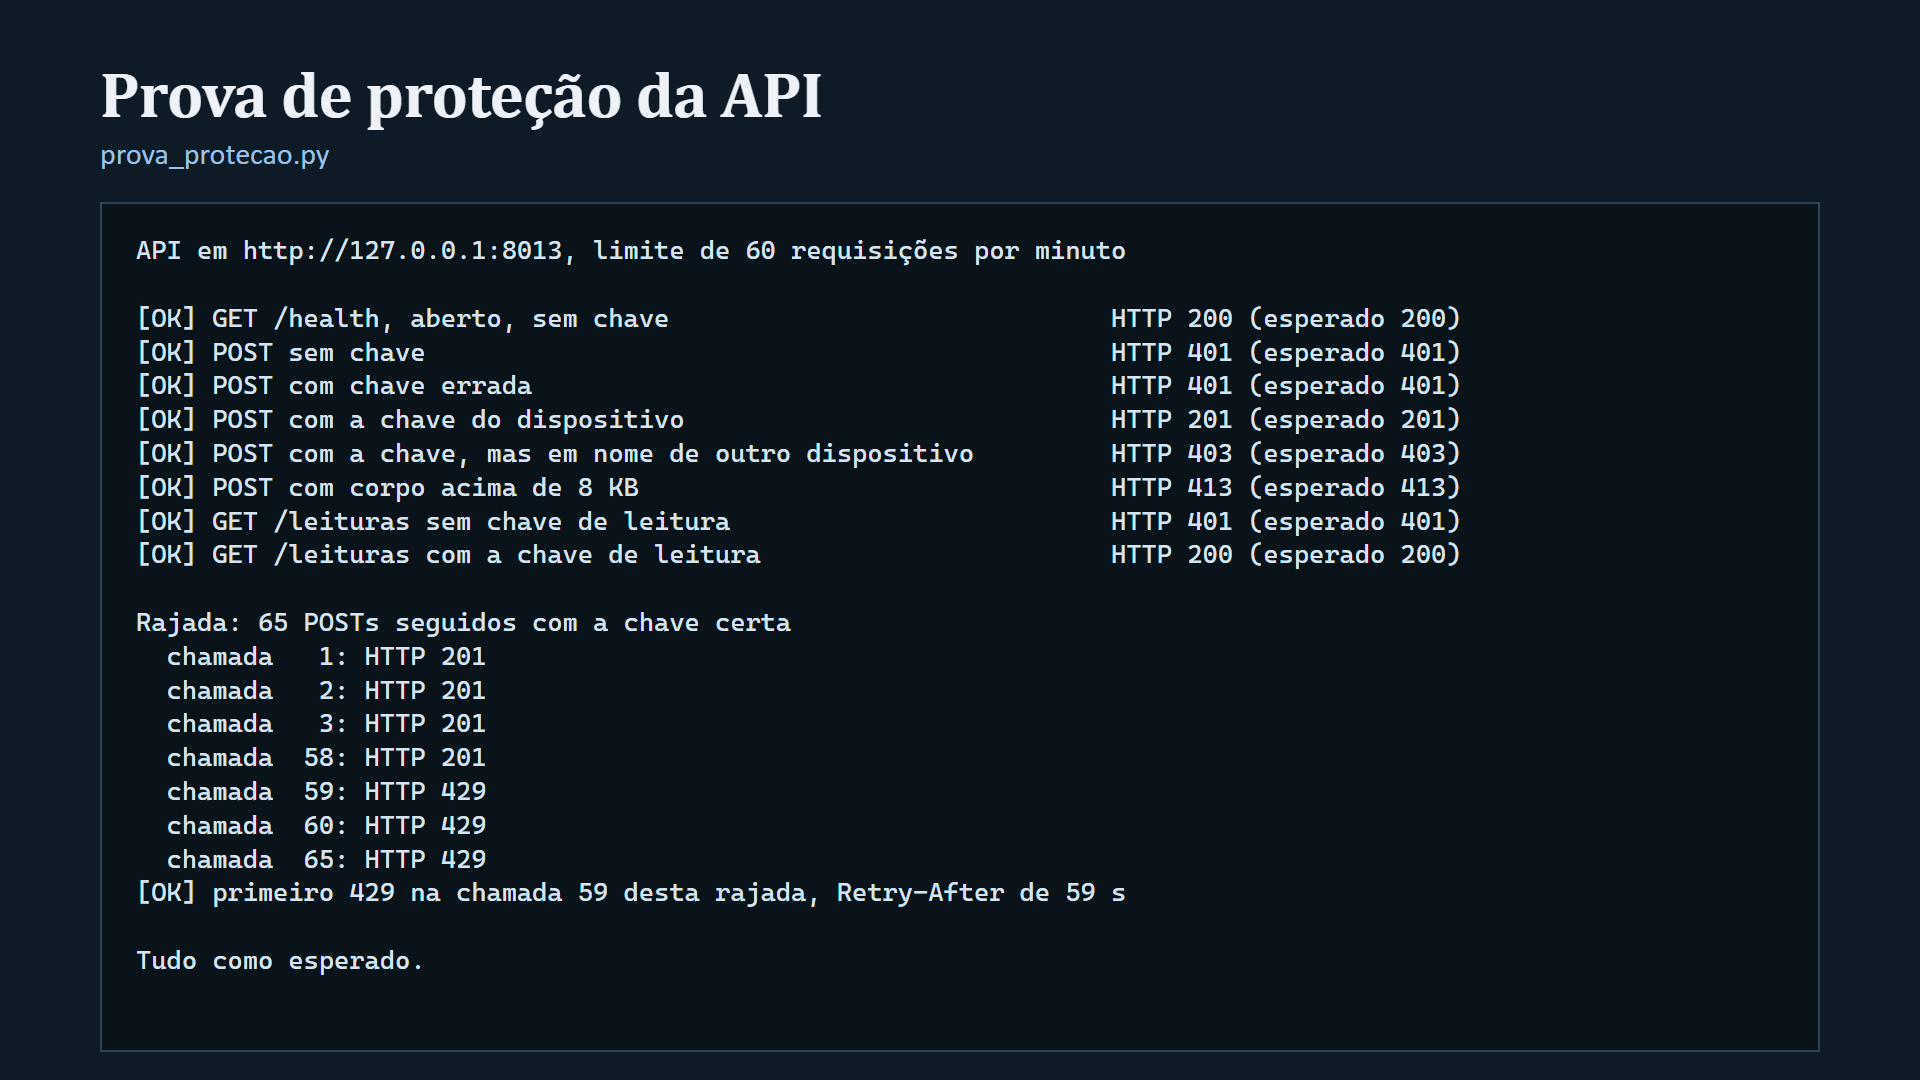 Prova de proteção da API
prova_protecao.py
API em http://127.0.0.1:8013, limite de 60 requisições por minuto
[OK] GET /health, aberto, sem chave HTTP 200 (esperado 200)
[OK] POST sem chave HTTP 401 (esperado 401)
[OK] POST com chave errada HTTP 401 (esperado 401)
[OK] POST com a chave do dispositivo HTTP 201 (esperado 201)
[OK] POST com a chave, mas em nome de outro dispositivo HTTP 403 (esperado 403)
[OK] POST com corpo acima de 8 KB HTTP 413 (esperado 413)
[OK] GET /leituras sem chave de leitura HTTP 401 (esperado 401)
[OK] GET /leituras com a chave de leitura HTTP 200 (esperado 200)
Rajada: 65 POSTs seguidos com a chave certa
chamada 1: HTTP 201
chamada 2: HTTP 201
chamada 3: HTTP 201
chamada 58: HTTP 201
chamada 59: HTTP 429
chamada 60: HTTP 429
chamada 65: HTTP 429
[OK] primeiro 429 na chamada 59 desta rajada, Retry-After de 59 s
Tudo como esperado.